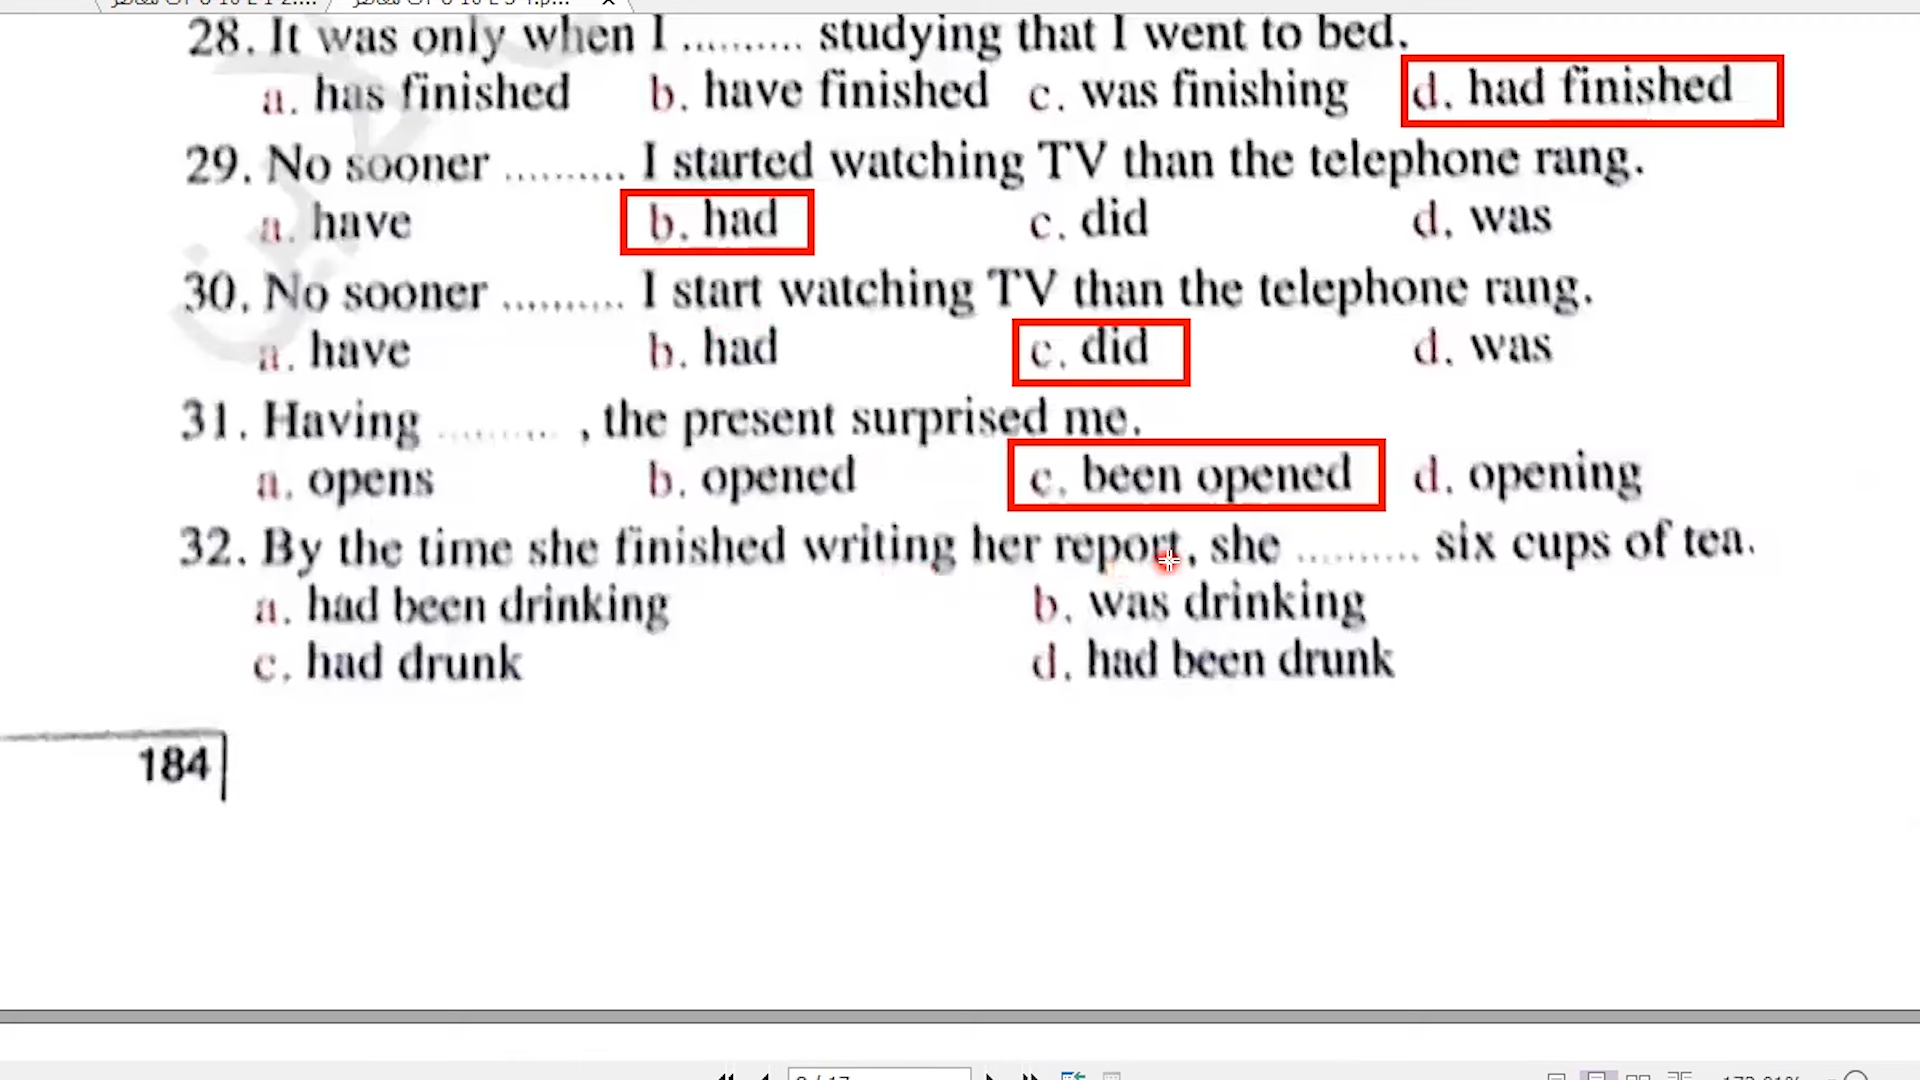 28. It was only when I .......... studying that I went to bed.
a. has finished b. have finished c. was finishing d. had finished
29. No sooner .......... I started watching TV than the telephone rang.
a. have b. had c. did d. was
30. No sooner .......... I start watching TV than the telephone rang.
a. have b. had c. did d. was
31. Having .......... , the present surprised me.
a. opens b. opened c. been opened d. opening
32. By the time she finished writing her report, she .......... six cups of tea.
a. had been drinking b. was drinking
c. had drunk d. had been drunk
184